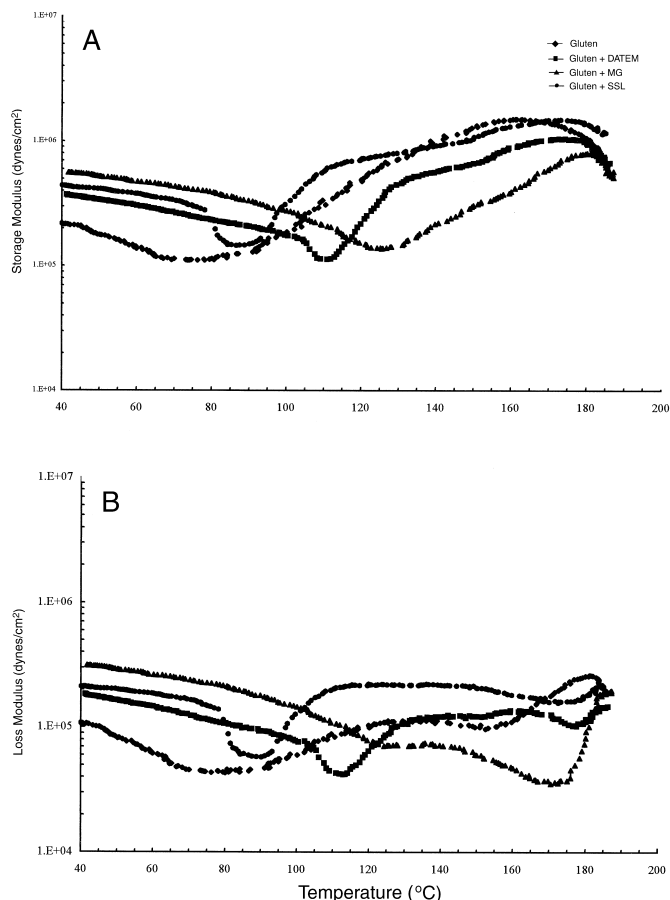 1.E+07
A
Gluten
Gluten + DATEM
Gluten + MG
Gluten + SSL
1.E+06
Storage Modulus (dynes/cm2)
1.E+05
1.E+04
40 60 80 100 120 140 160 180 200
1.E+07
B
1.E+06
Loss Modulus (dynes/cm2)
1.E+05
1.E+04
40 60 80 100 120 140 160 180 200
Temperature (°C)